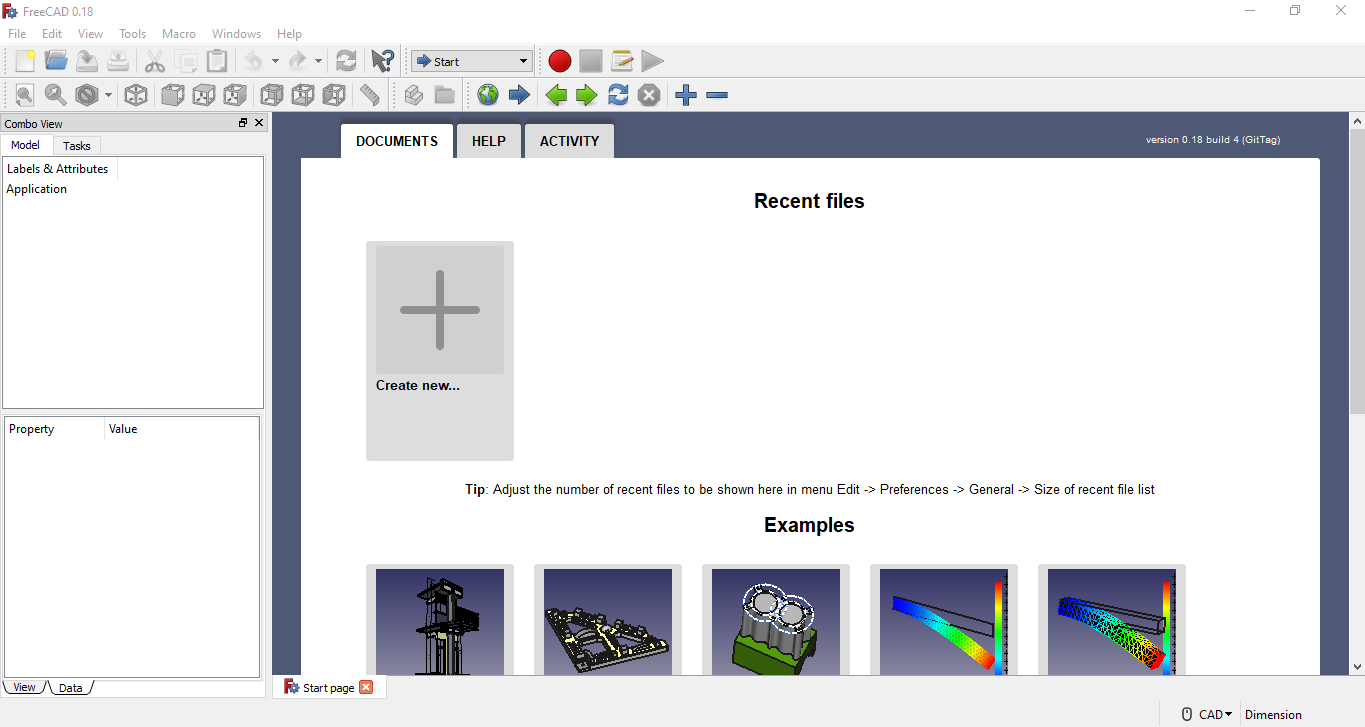 FreeCAD 0.18
File Edit View Tools Macro Windows Help
Start
Combo View
Model Tasks
Labels & Attributes
Application
Property Value
View Data
DOCUMENTS HELP ACTIVITY
version 0.18 build 4 (GitTag)
Recent files
Create new...
Tip: Adjust the number of recent files to be shown here in menu Edit -> Preferences -> General -> Size of recent file list
Examples
Start page
CAD Dimension